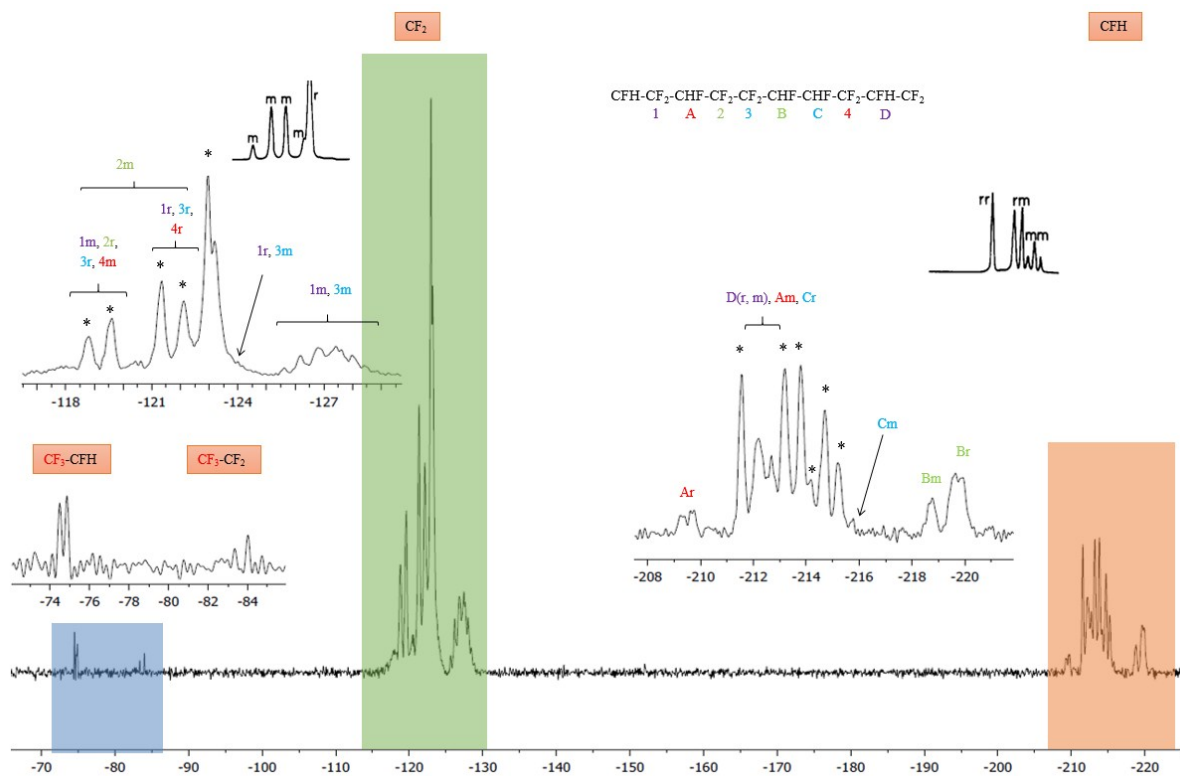 CF₂
CFH
CFH-CF₂-CHF-CF₂-CF₂-CHF-CHF-CF₂-CFH-CF₂
1 A 2 3 B C 4 D
m m m m r
2m
*
1r, 3r,
4r
1m, 2r,
3r, 4m
1r, 3m
1m, 3m
* * * *
-118 -121 -124 -127
rr rm mm
D(r, m), Am, Cr
* * * * * *
Cm
Ar
Bm
Br
-208 -210 -212 -214 -216 -218 -220
CF₃-CFH
CF₃-CF₂
-74 -76 -78 -80 -82 -84
-70 -80 -90 -100 -110 -120 -130 -140 -150 -160 -170 -180 -190 -200 -210 -220